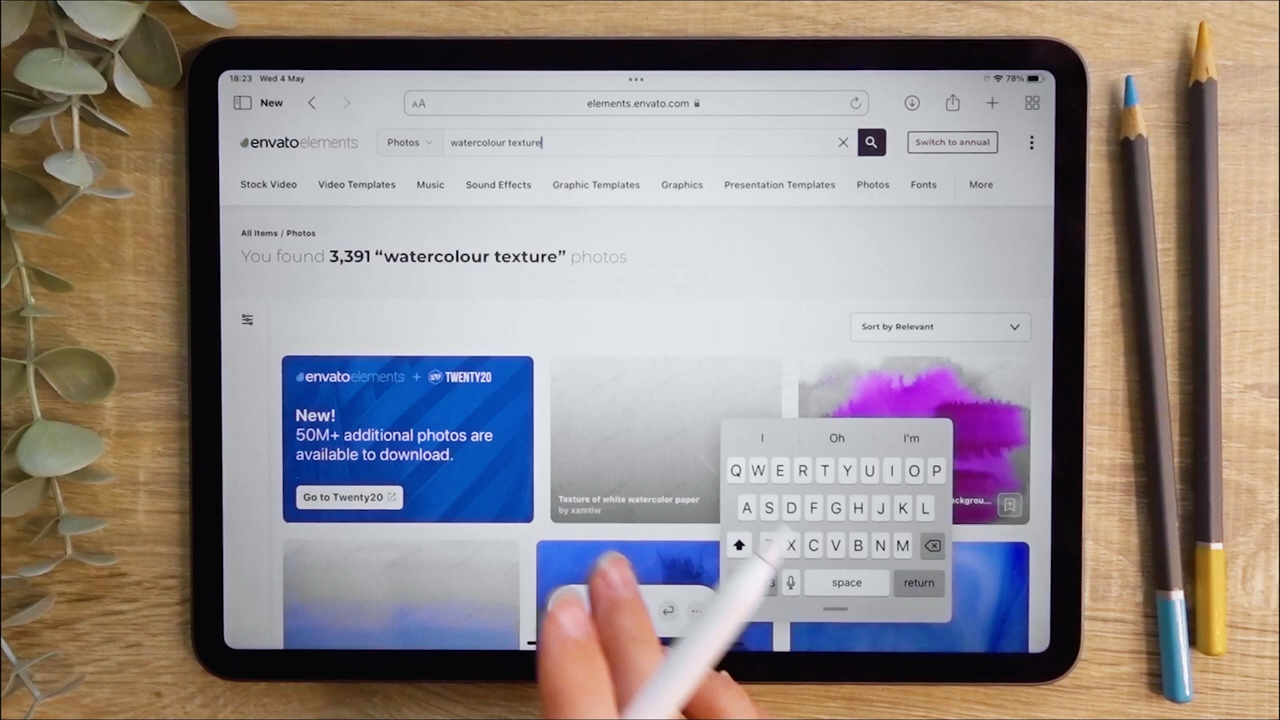 18:23 Wed 4 May
78%
New
AA
elements.envato.com
envatoelements
Photos
watercolour texture
Switch to annual
Stock Video
Video Templates
Music
Sound Effects
Graphic Templates
Graphics
Presentation Templates
Photos
Fonts
More
All Items / Photos
You found 3,391 “watercolour texture” photos
Sort by Relevant
envatoelements + TWENTY20
New!
50M+ additional photos are
available to download.
Go to Twenty20
Texture of white watercolor paper
by xamtiw
ackgrou...
I Oh I'm
Q W E R T Y U I O P
A S D F G H J K L
X C V B N M
space return